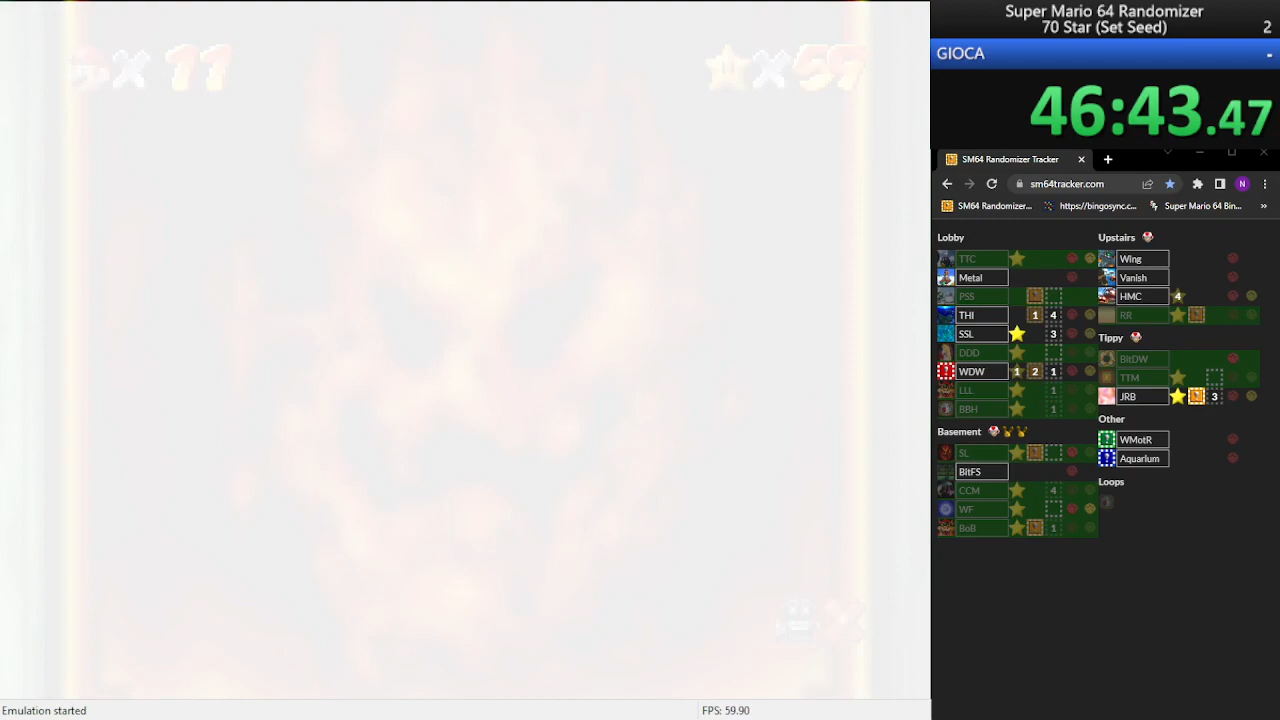 11
57
Super Mario 64 Randomizer
70 Star (Set Seed)
2
GIOCA
-
46:43.47
SM64 Randomizer Tracker
sm64tracker.com
N
SM64 Randomizer...
https://bingosync.c...
Super Mario 64 Bin...
»
Lobby
TTC
Metal
PSS
THI 1 4
SSL 3
DDD
WDW 1 2 1
LLL 1
BBH 1
Basement
SL
BitFS
CCM 4
WF
BoB 1
Upstairs
Wing
Vanish
HMC 4
RR
Tippy
BitDW
TTM
JRB 3
Other
WMotR
Aquarium
Loops
Emulation started
FPS: 59.90